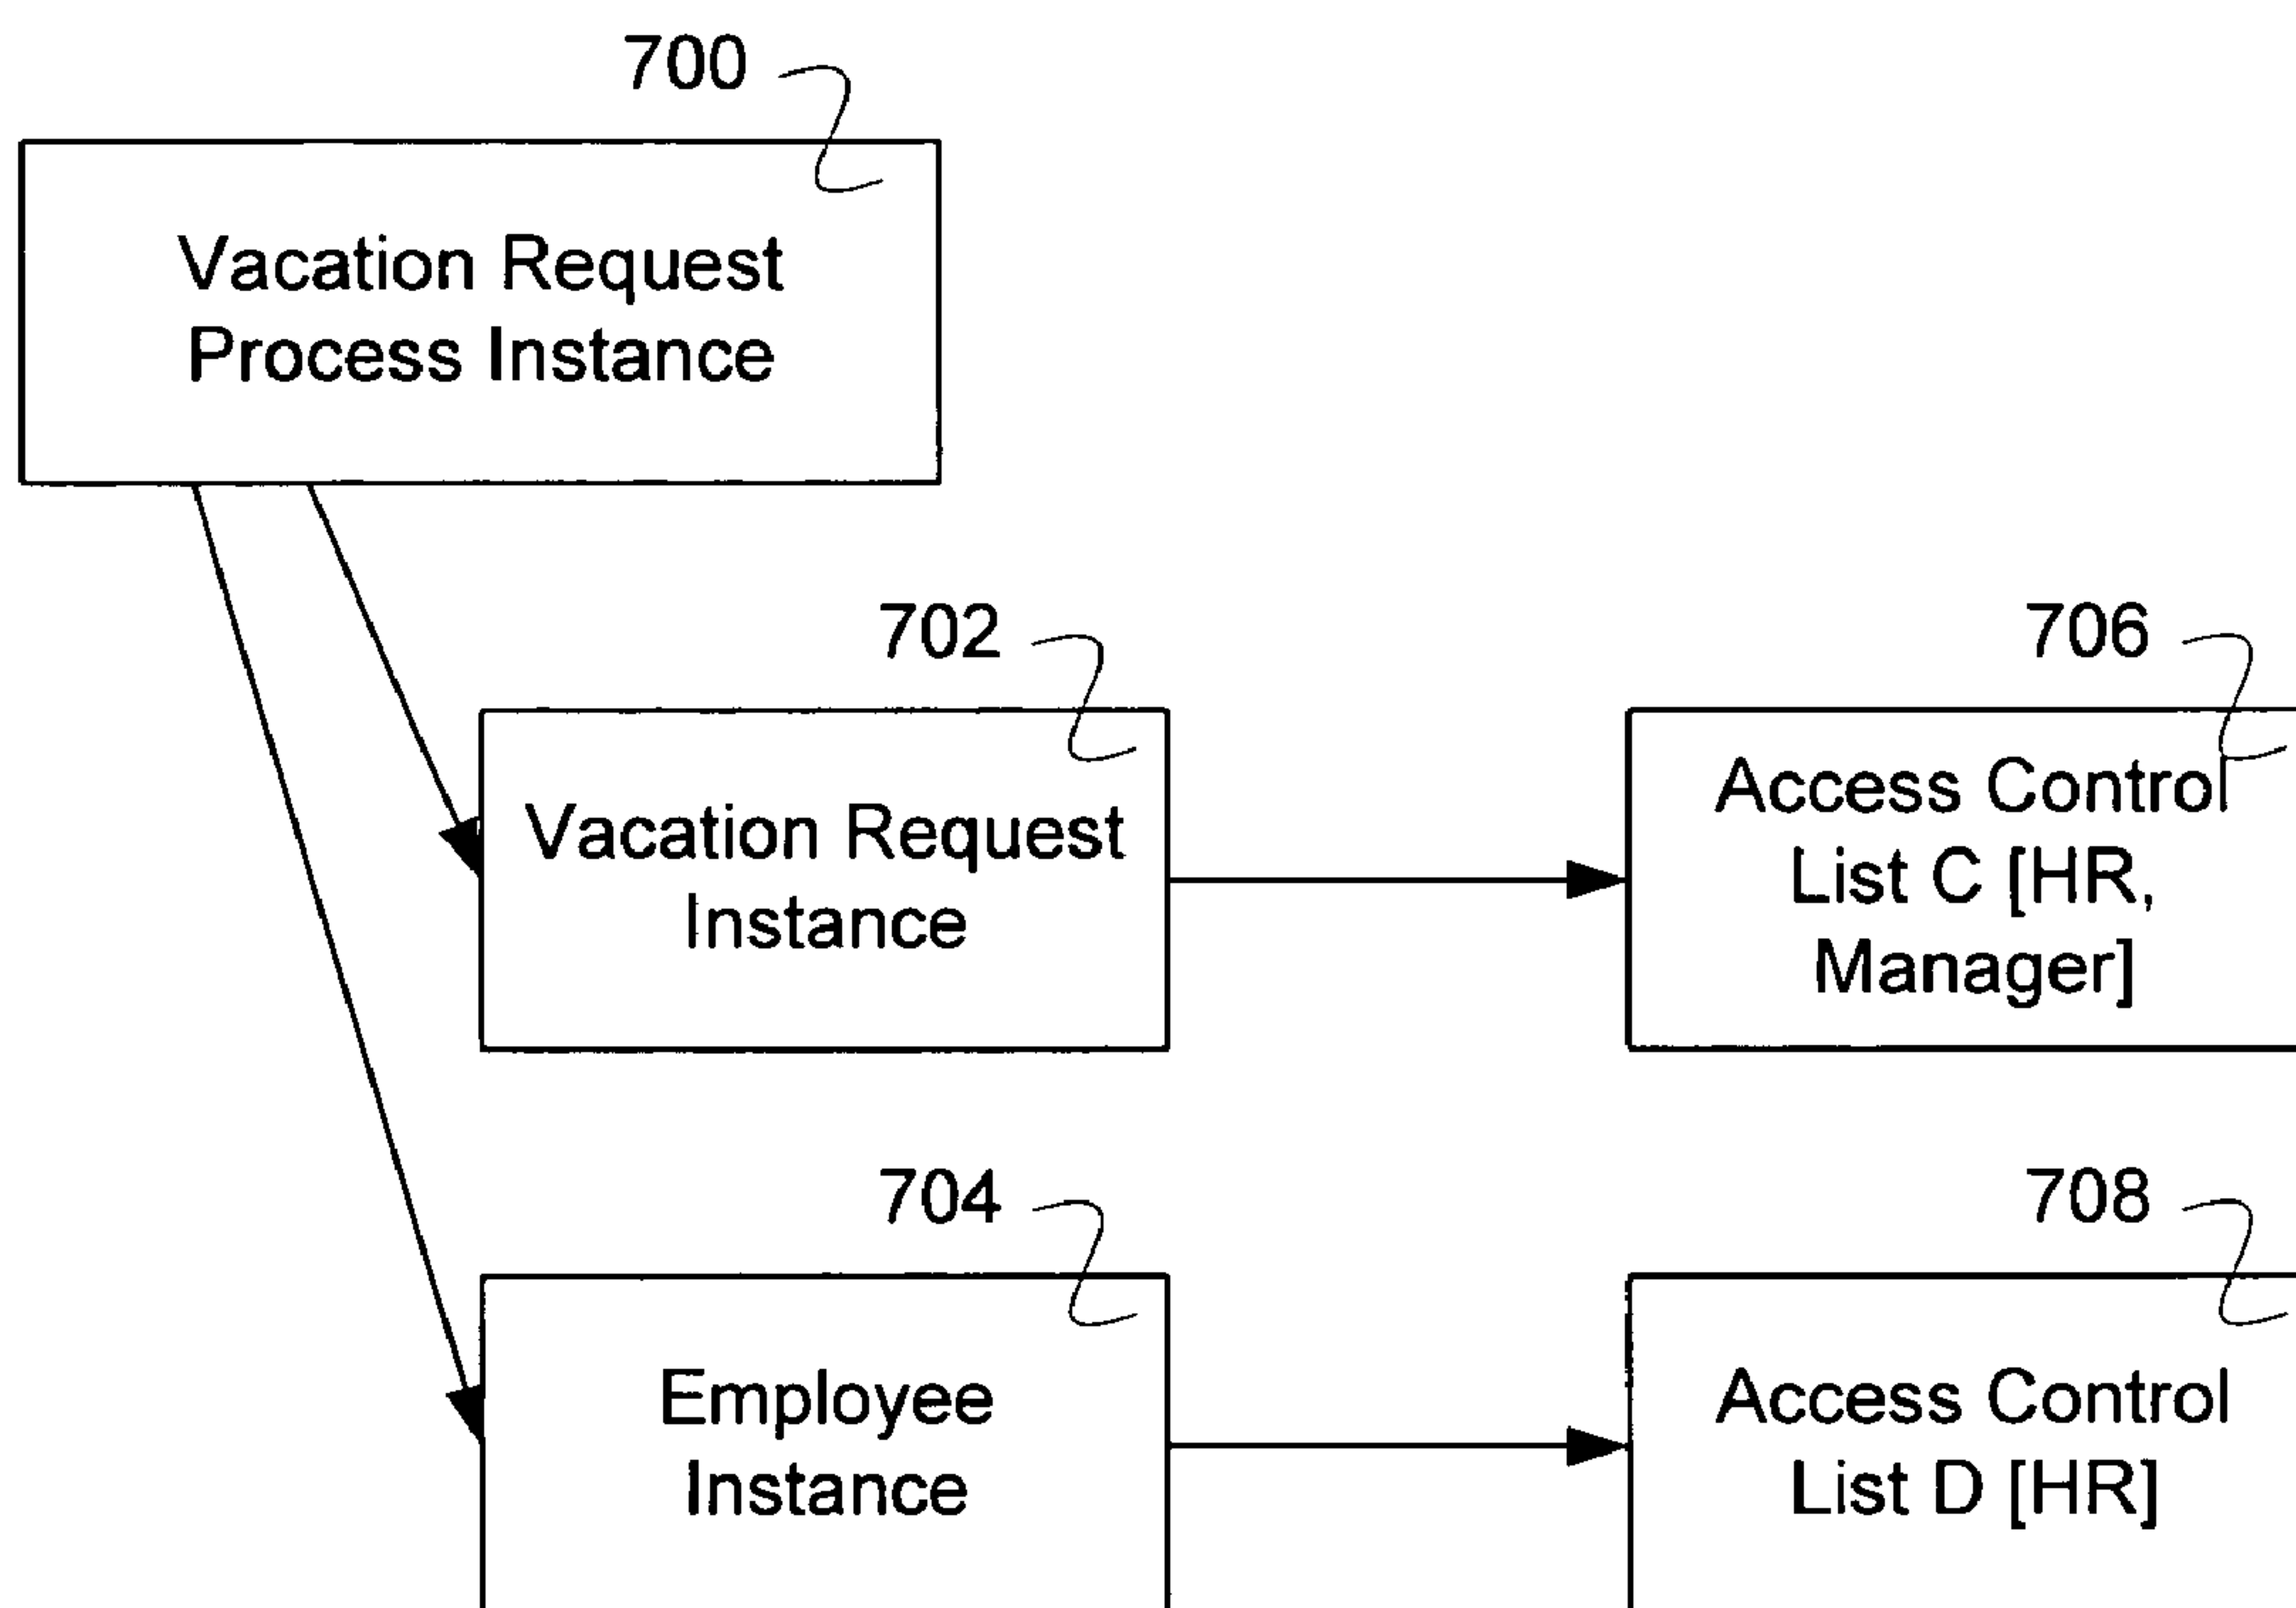 700
Vacation Request
Process Instance
702
Vacation Request
Instance
706
Access Control
List C [HR,
Manager]
704
Employee
Instance
708
Access Control
List D [HR]